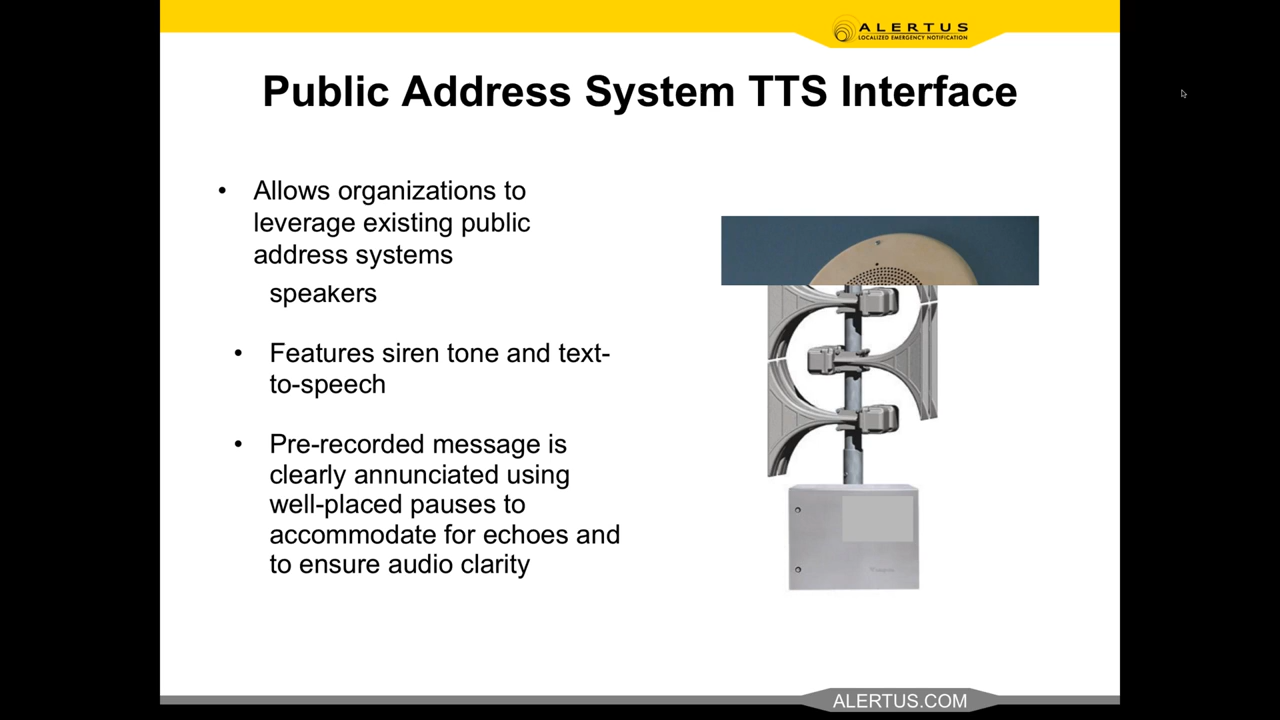 ALERTUS
LOCALIZED EMERGENCY NOTIFICATION
Public Address System TTS Interface
• Allows organizations to
leverage existing public
address systems
speakers
• Features siren tone and text-
to-speech
• Pre-recorded message is
clearly annunciated using
well-placed pauses to
accommodate for echoes and
to ensure audio clarity
ALERTUS.COM